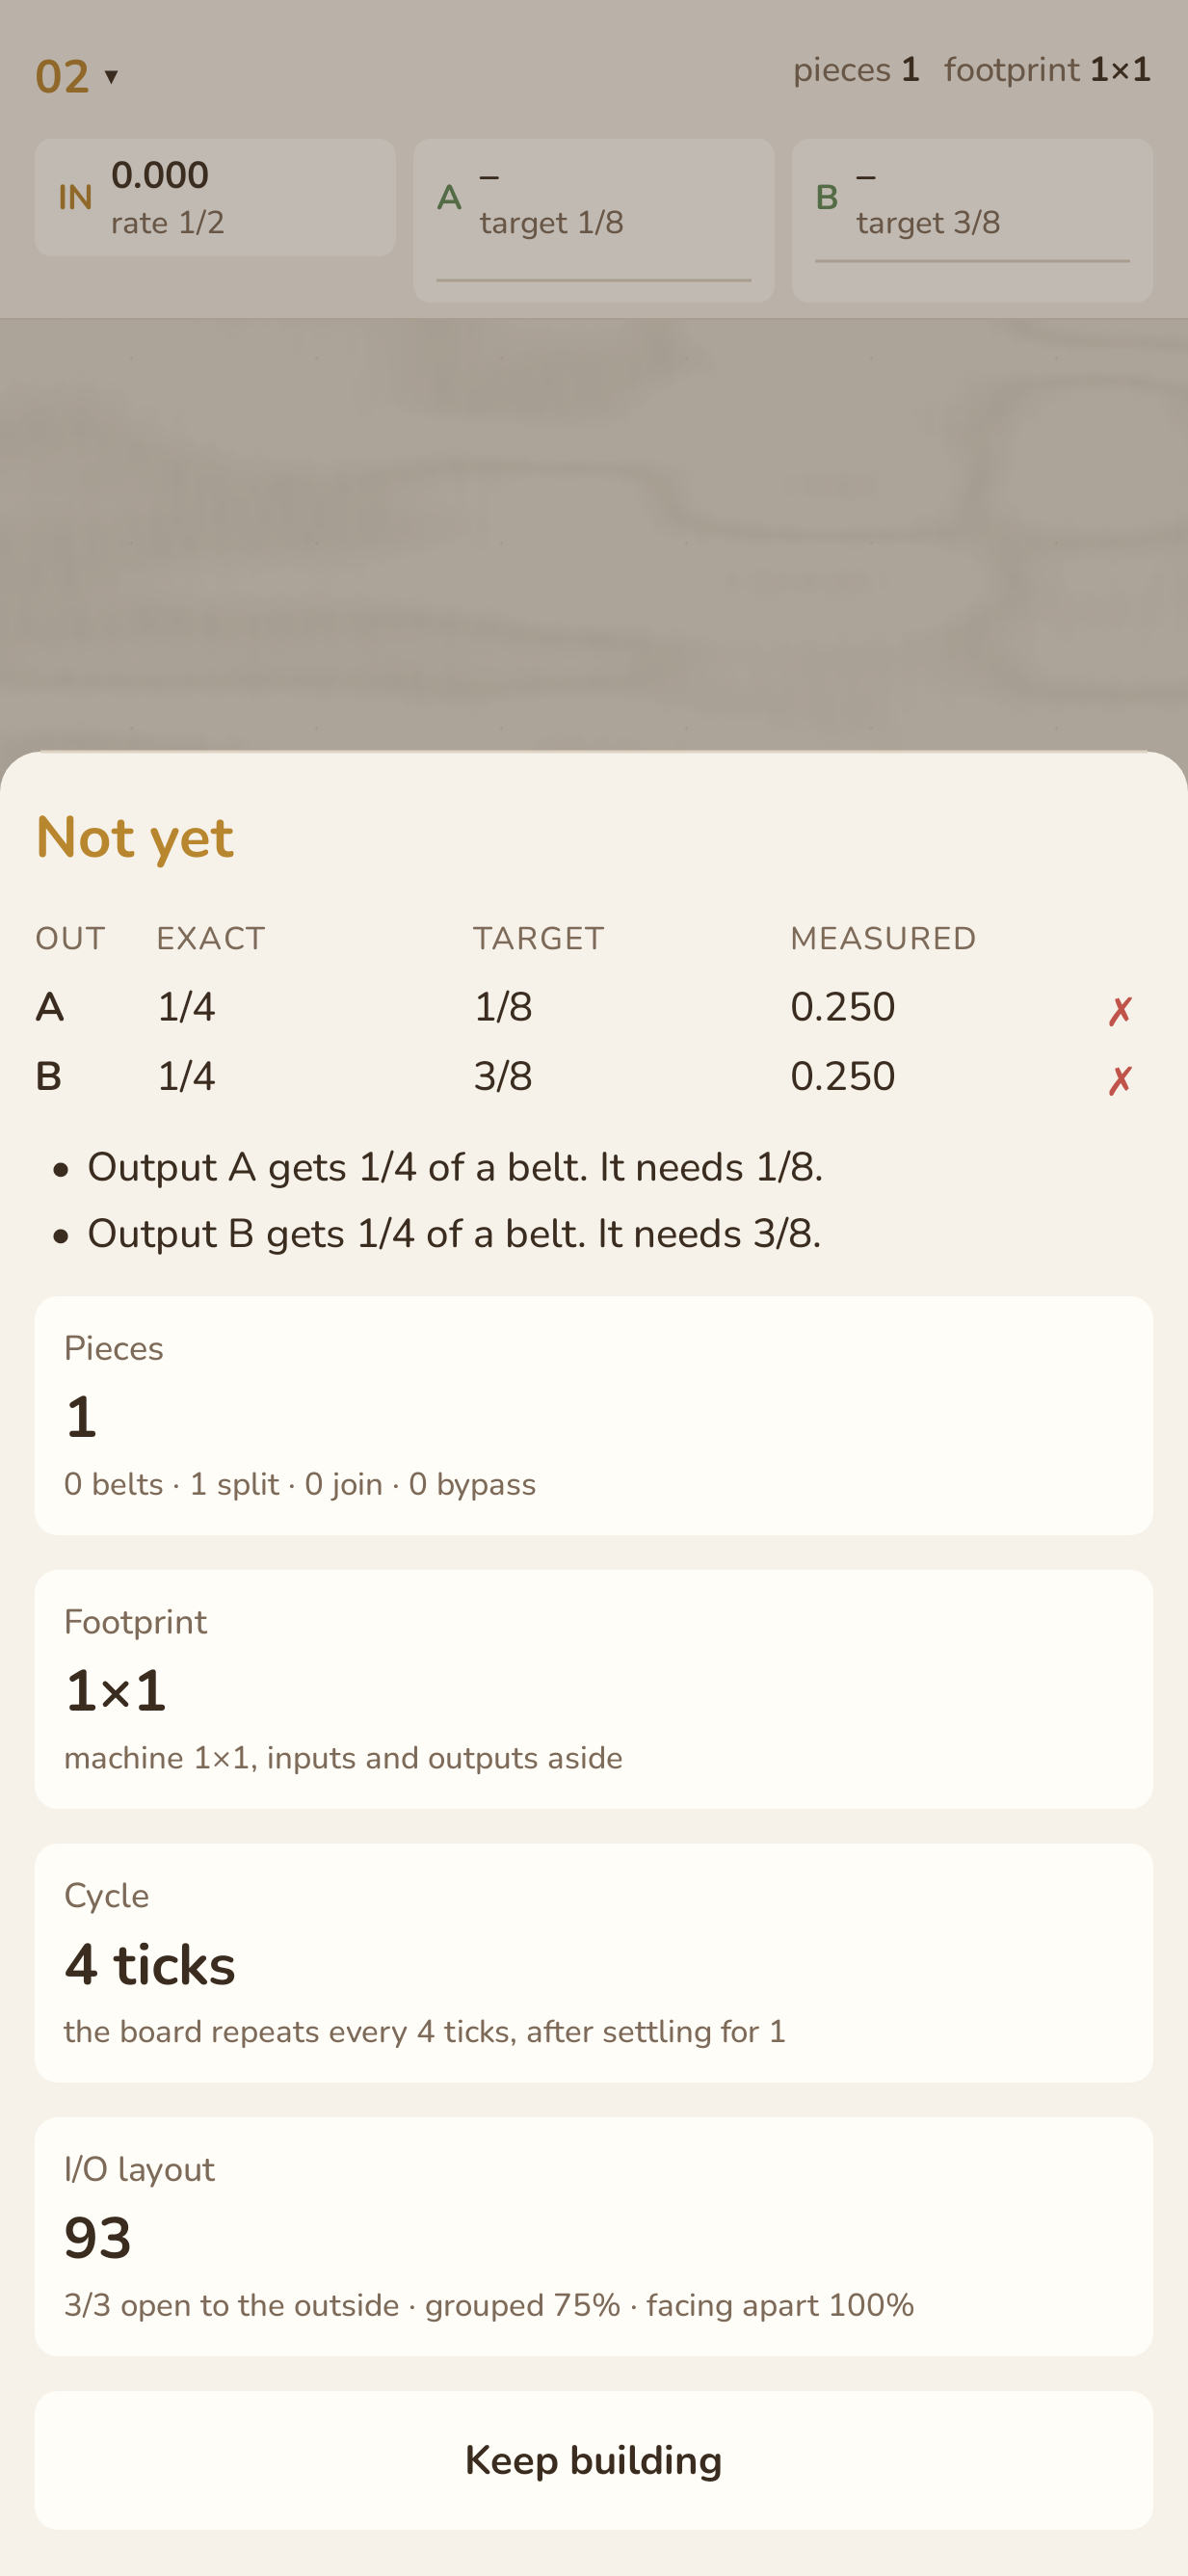 02 ▾
pieces 1 footprint 1×1
IN 0.000
rate 1/2
A –
target 1/8
B –
target 3/8
Not yet
OUT EXACT TARGET MEASURED
A 1/4 1/8 0.250 ✗
B 1/4 3/8 0.250 ✗
• Output A gets 1/4 of a belt. It needs 1/8.
• Output B gets 1/4 of a belt. It needs 3/8.
Pieces
1
0 belts · 1 split · 0 join · 0 bypass
Footprint
1×1
machine 1×1, inputs and outputs aside
Cycle
4 ticks
the board repeats every 4 ticks, after settling for 1
I/O layout
93
3/3 open to the outside · grouped 75% · facing apart 100%
Keep building